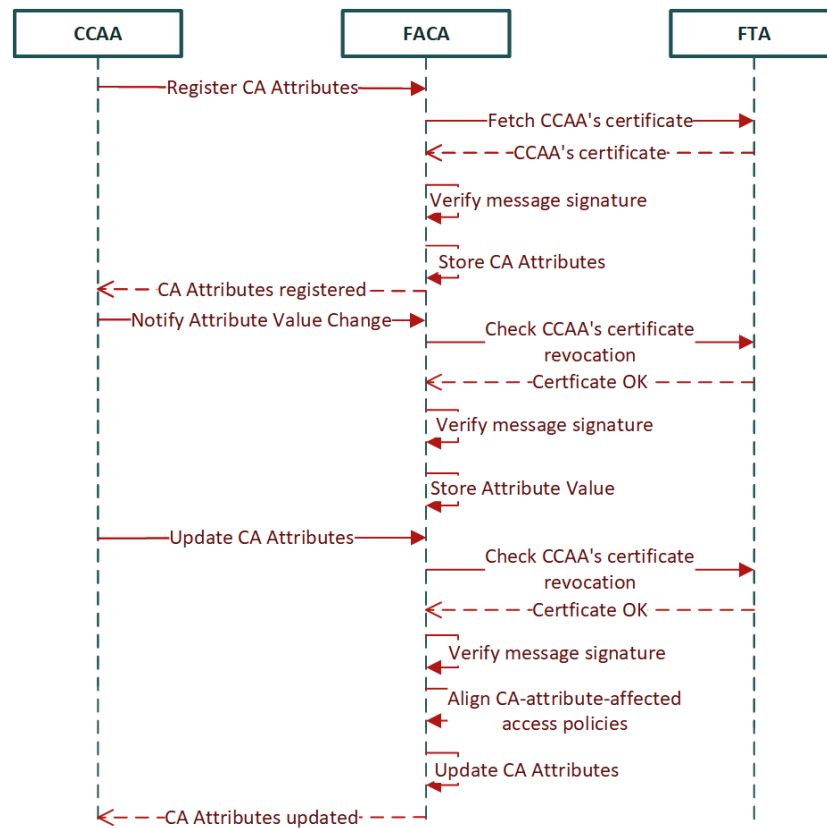 CCAA
FACA
FTA
Register CA Attributes
Fetch CCAA's certificate
CCAA's certificate
Verify message signature
Store CA Attributes
CA Attributes registered
Notify Attribute Value Change
Check CCAA's certificate
revocation
Certficate OK
Verify message signature
Store Attribute Value
Update CA Attributes
Check CCAA's certificate
revocation
Certficate OK
Verify message signature
Align CA-attribute-affected
access policies
Update CA Attributes
CA Attributes updated